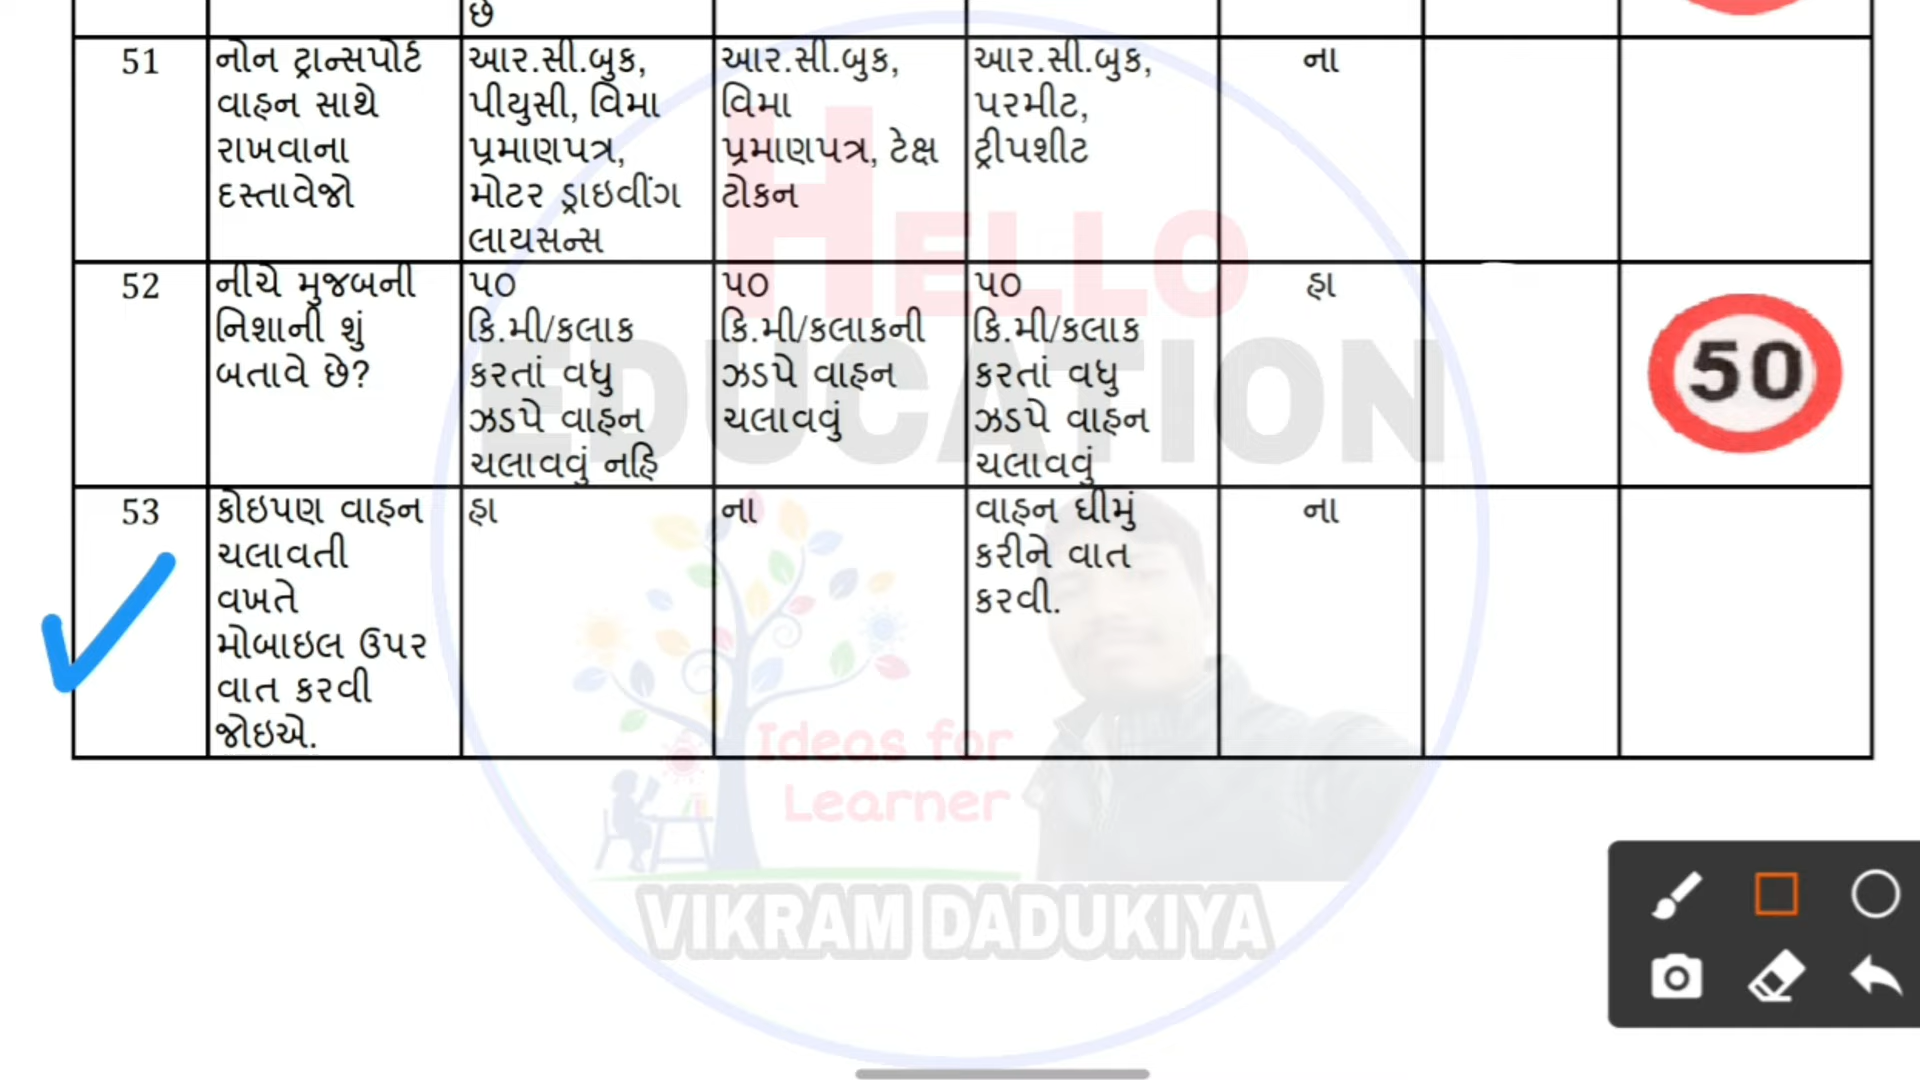 છે
51
નોન ટ્રાન્સપોર્ટ
વાહન સાથે
રાખવાના
દસ્તાવેજો
આર.સી.બુક,
પીયુસી, વિમા
પ્રમાણપત્ર,
મોટર ડ્રાઇવીંગ
લાયસન્સ
આર.સી.બુક,
વિમા
પ્રમાણપત્ર, ટેક્ષ
ટોકન
આર.સી.બુક,
પરમીટ,
ટ્રીપશીટ
ના
52
નીચે મુજબની
નિશાની શું
બતાવે છે?
૫૦
કિ.મી/કલાક
કરતાં વધુ
ઝડપે વાહન
ચલાવવું નહિ
૫૦
કિ.મી/કલાકની
ઝડપે વાહન
ચલાવવું
૫૦
કિ.મી/કલાક
કરતાં વધુ
ઝડપે વાહન
ચલાવવું
હા
50
53
કોઇપણ વાહન
ચલાવતી
વખતે
મોબાઇલ ઉપર
વાત કરવી
જોઇએ.
હા
ના
વાહન ધીમું
કરીને વાત
કરવી.
ના
HELLO
EDUCATION
Ideas for
Learner
VIKRAM DADUKIYA